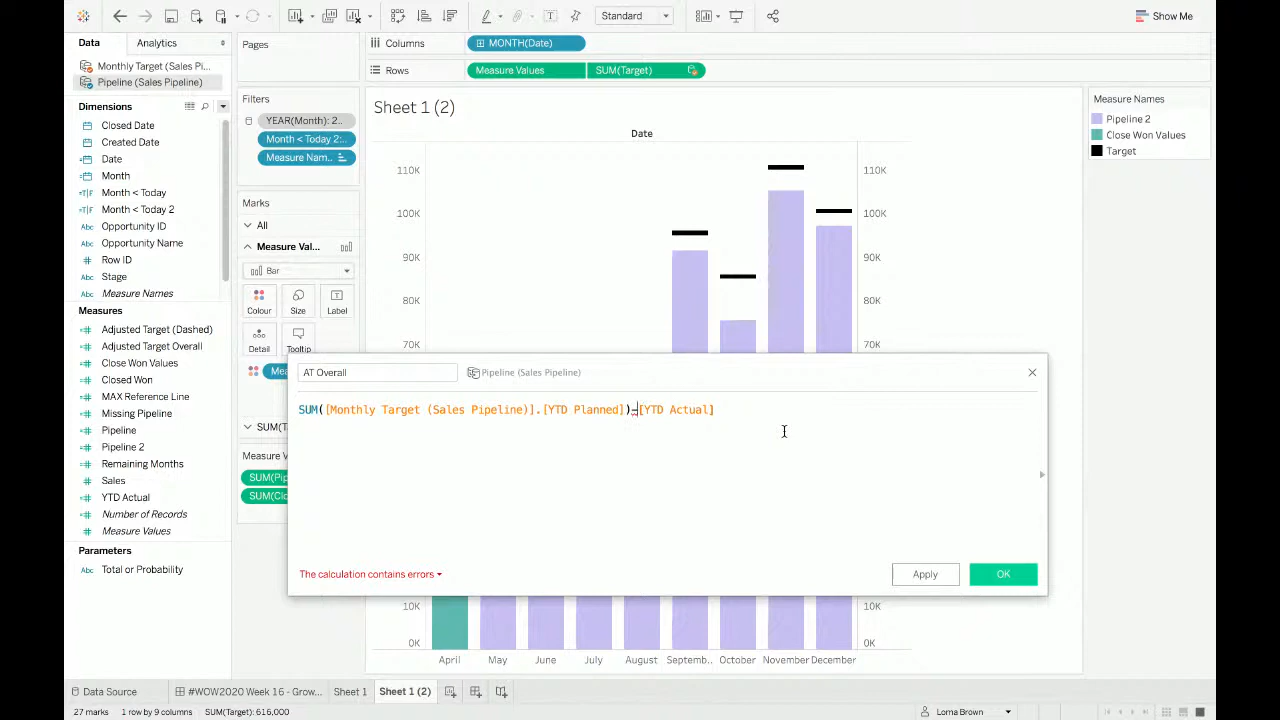 Standard
Show Me
Data
Analytics
Pages
Columns
MONTH(Date)
Monthly Target (Sales Pi...
Pipeline (Sales Pipeline)
Rows
Measure Values
SUM(Target)
Dimensions
Closed Date
Created Date
Date
Month
Month < Today
Month < Today 2
Opportunity ID
Opportunity Name
Row ID
Stage
Measure Names
Measures
Adjusted Target (Dashed)
Adjusted Target Overall
Close Won Values
Closed Won
MAX Reference Line
Missing Pipeline
Pipeline
Pipeline 2
Remaining Months
Sales
YTD Actual
Number of Records
Measure Values
Parameters
Total or Probability
Filters
YEAR(Month): 2..
Month < Today 2:..
Measure Nam..
Marks
All
Measure Val...
Bar
Colour
Size
Label
Detail
Tooltip
Mea
SUM(T
Measure V
SUM(Pip
SUM(Clo
Sheet 1 (2)
Date
110K
100K
90K
80K
70K
10K
0K
110K
100K
90K
80K
70K
10K
0K
April
May
June
July
August
Septemb..
October
November
December
Measure Names
Pipeline 2
Close Won Values
Target
AT Overall
Pipeline (Sales Pipeline)
SUM([Monthly Target (Sales Pipeline)].[YTD Planned])-[YTD Actual]
The calculation contains errors
Apply
OK
Data Source
#WOW2020 Week 16 - Grow...
Sheet 1
Sheet 1 (2)
27 marks
1 row by 9 columns
SUM(Target): 616,000
Lorna Brown